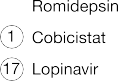 Romidepsin
1 Cobicistat
17 Lopinavir